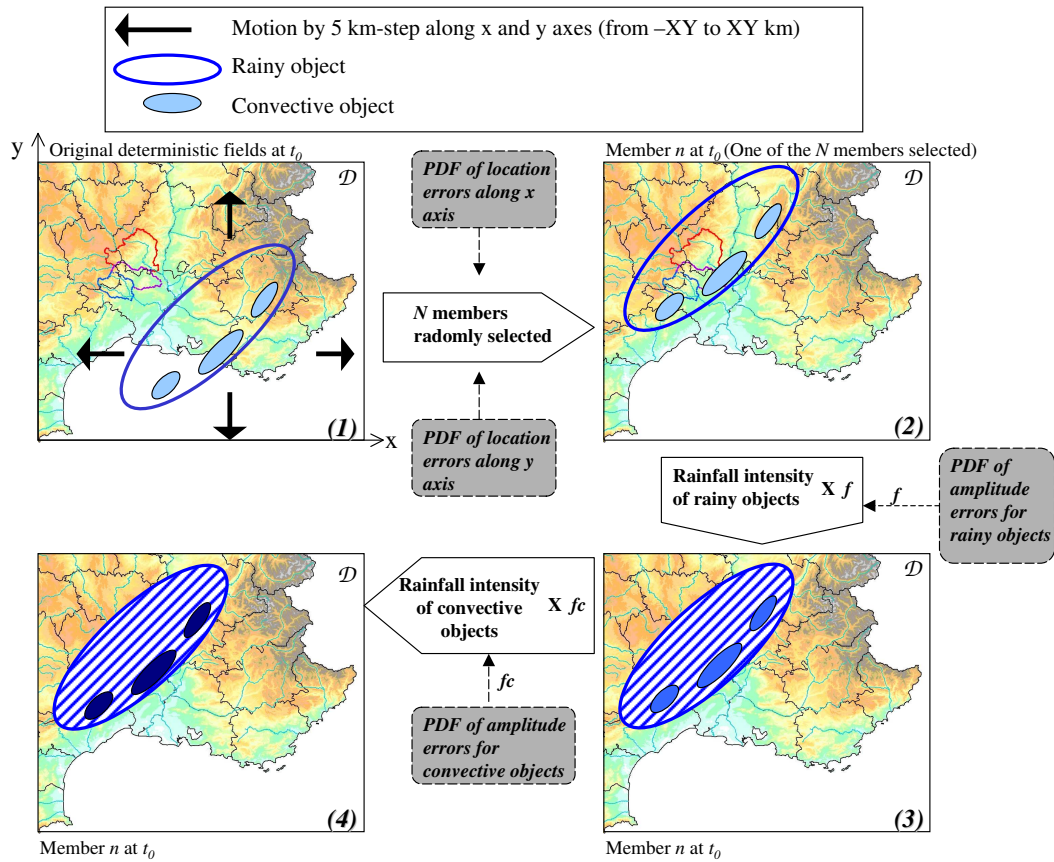 Motion by 5 km-step along x and y axes (from –XY to XY km)
Rainy object
Convective object
y
Original deterministic fields at t0
D
(1)
x
PDF of location
errors along x
axis
N members
radomly selected
PDF of location
errors along y
axis
Member n at t0 (One of the N members selected)
D
(2)
Rainfall intensity
of rainy objects X f
f
PDF of
amplitude
errors for
rainy objects
D
(4)
Member n at t0
Rainfall intensity
of convective X fc
objects
fc
PDF of amplitude
errors for
convective objects
D
(3)
Member n at t0